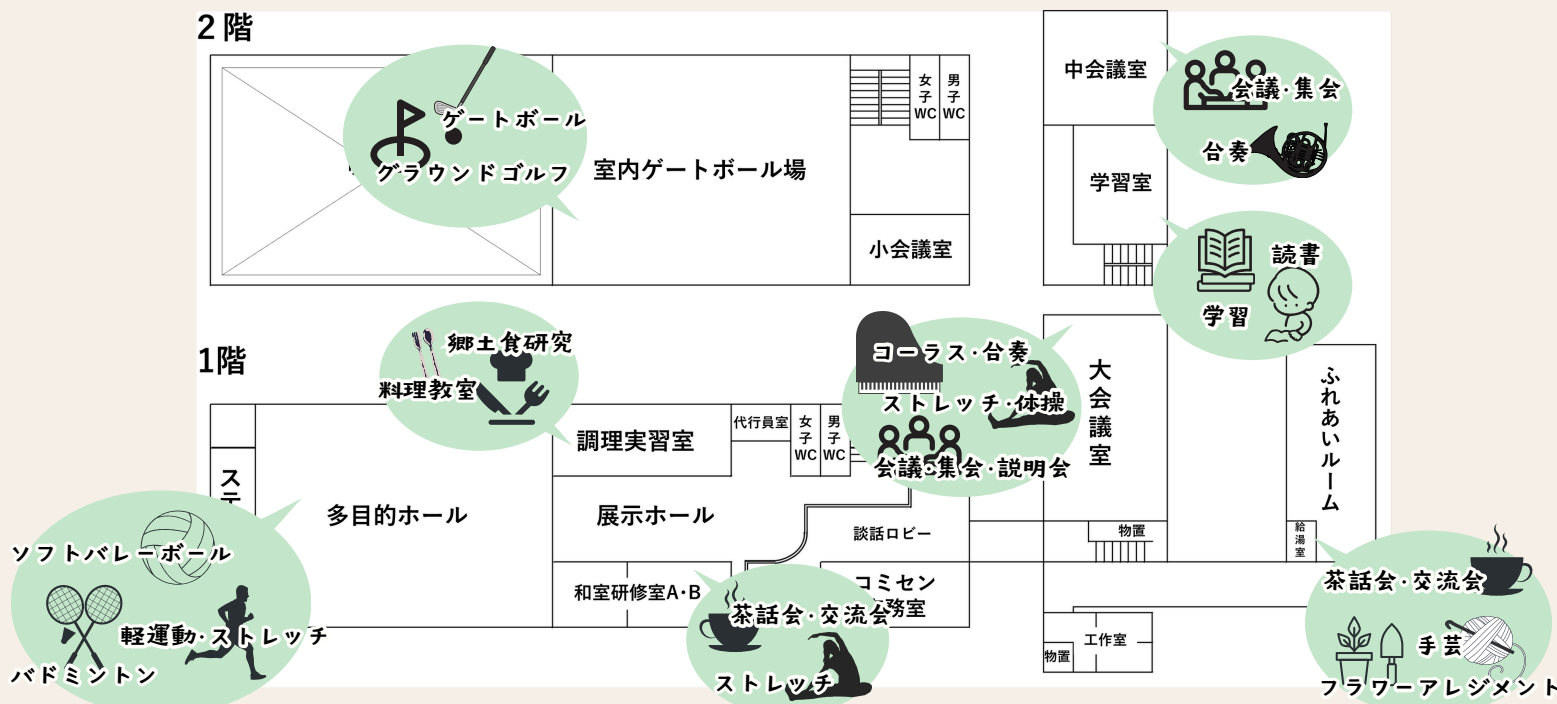 2階
ゲートボール
グラウンドゴルフ
室内ゲートボール場
女子WC
男子WC
小会議室
中会議室
会議·集会
合奏
学習室
読書
学習
1階
郷土食研究
料理教室
調理実習室
代行員室
女子WC
男子WC
コーラス·合奏
ストレッチ·体操
会議·集会·説明会
大会議室
ふれあいルーム
ステ
多目的ホール
展示ホール
談話ロビー
物置
給湯室
ソフトバレーボール
軽運動·ストレッチ
バドミントン
和室研修室A·B
コミセン
務室
茶話会·交流会
ストレッチ
工作室
物置
茶話会·交流会
手芸
フラワーアレジメント